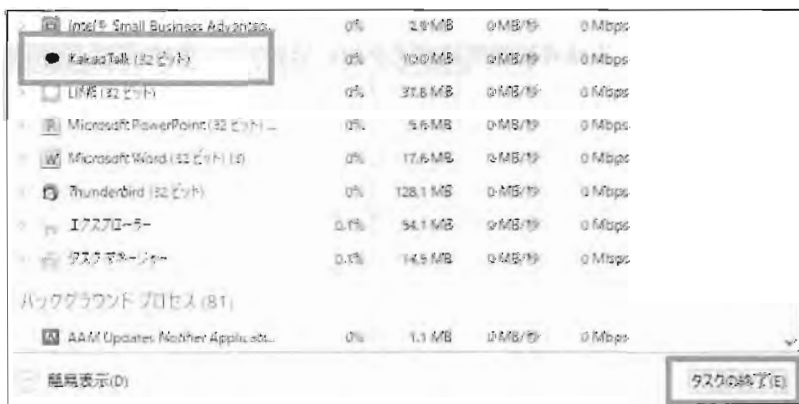 Intel® Small Business Advantag... 0% 2.9 MB 0 MB/秒 0 Mbps
KakaoTalk (32 ビット) 0% 10.0 MB 0 MB/秒 0 Mbps
LINE (32 ビット) 0% 37.8 MB 0 MB/秒 0 Mbps
Microsoft PowerPoint (32 ビット) ... 0% 5.6 MB 0 MB/秒 0 Mbps
Microsoft Word (32 ビット) 0% 17.6 MB 0 MB/秒 0 Mbps
Thunderbird (32 ビット) 0% 128.1 MB 0 MB/秒 0 Mbps
エクスプローラー 0.1% 54.1 MB 0 MB/秒 0 Mbps
タスク マネージャー 0.1% 14.5 MB 0 MB/秒 0 Mbps
バックグラウンド プロセス (81)
AAM Updates Notifier Applicati... 0% 1.1 MB 0 MB/秒 0 Mbps
簡易表示(D) タスクの終了(E)